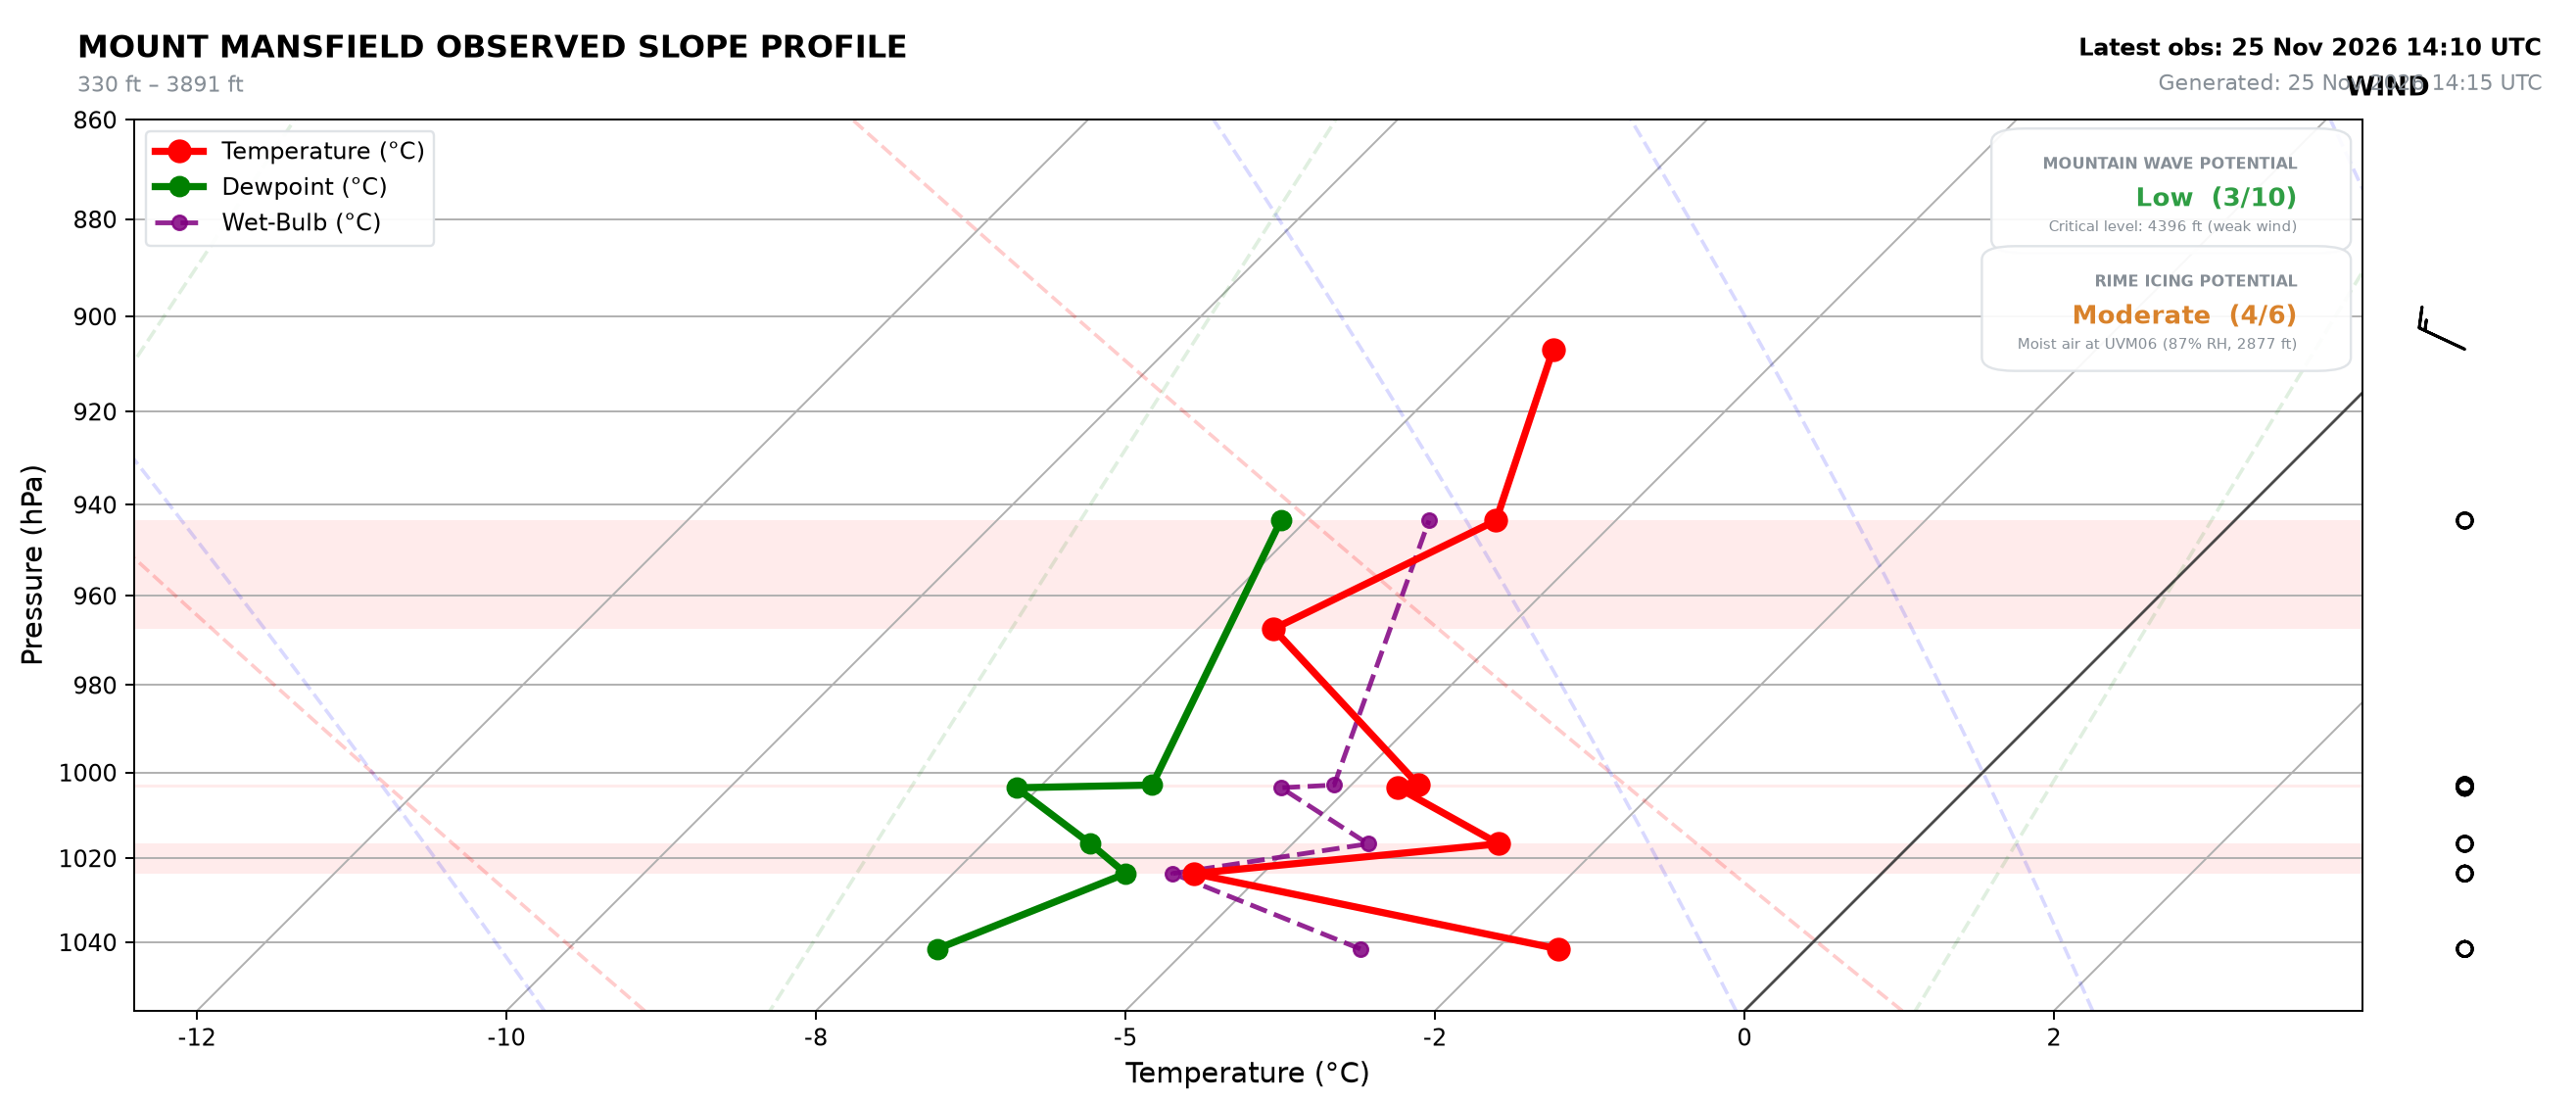 MOUNT MANSFIELD OBSERVED SLOPE PROFILE
330 ft – 3891 ft
Latest obs: 25 Nov 2026 14:10 UTC
Generated: 25 Nov 2026 14:15 UTC
WIND
Temperature (°C)
Dewpoint (°C)
Wet-Bulb (°C)
MOUNTAIN WAVE POTENTIAL
Low (3/10)
Critical level: 4396 ft (weak wind)
RIME ICING POTENTIAL
Moderate (4/6)
Moist air at UVM06 (87% RH, 2877 ft)
Pressure (hPa)
860
880
900
920
940
960
980
1000
1020
1040
-12 -10 -8 -5 -2 0 2
Temperature (°C)